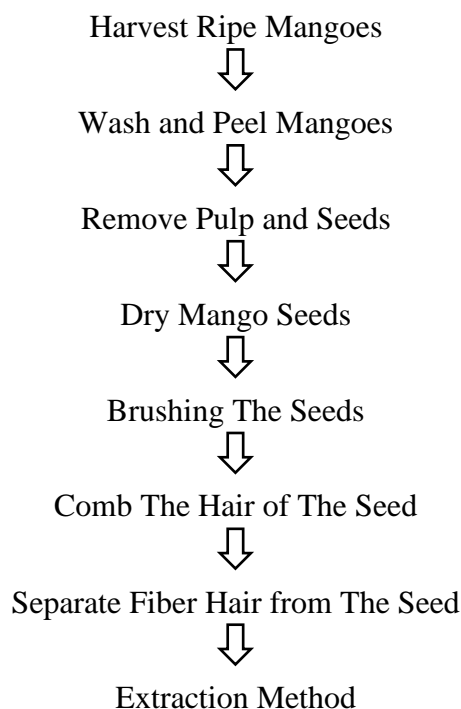 Harvest Ripe Mangoes
Wash and Peel Mangoes
Remove Pulp and Seeds
Dry Mango Seeds
Brushing The Seeds
Comb The Hair of The Seed
Separate Fiber Hair from The Seed
Extraction Method